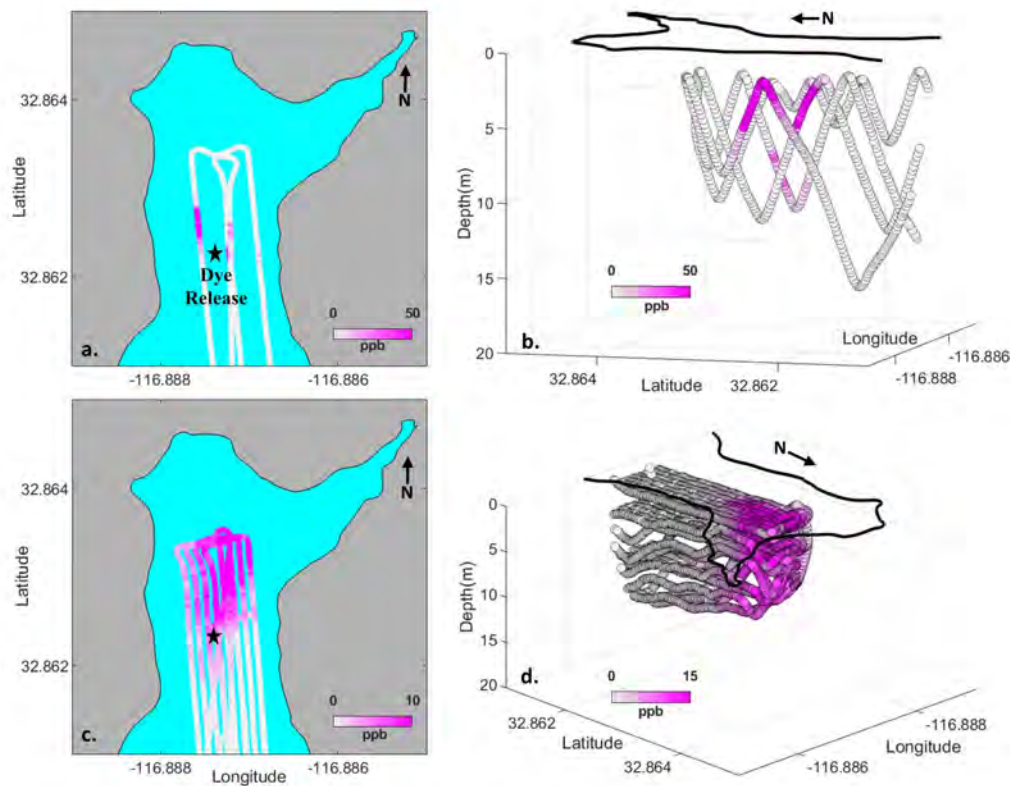 N
32.864
Latitude
32.862
Dye
Release
0 50
ppb
a.
-116.888 -116.886
N
0
5
Depth(m)
10
15
20
0 50
ppb
b.
Longitude
-116.886
-116.888
32.864 Latitude 32.862
N
32.864
Latitude
32.862
0 10
ppb
c.
-116.888 Longitude -116.886
N
0
5
Depth(m)
10
15
20
0 15
ppb
d.
32.862
Latitude
32.864
-116.888
Longitude
-116.886